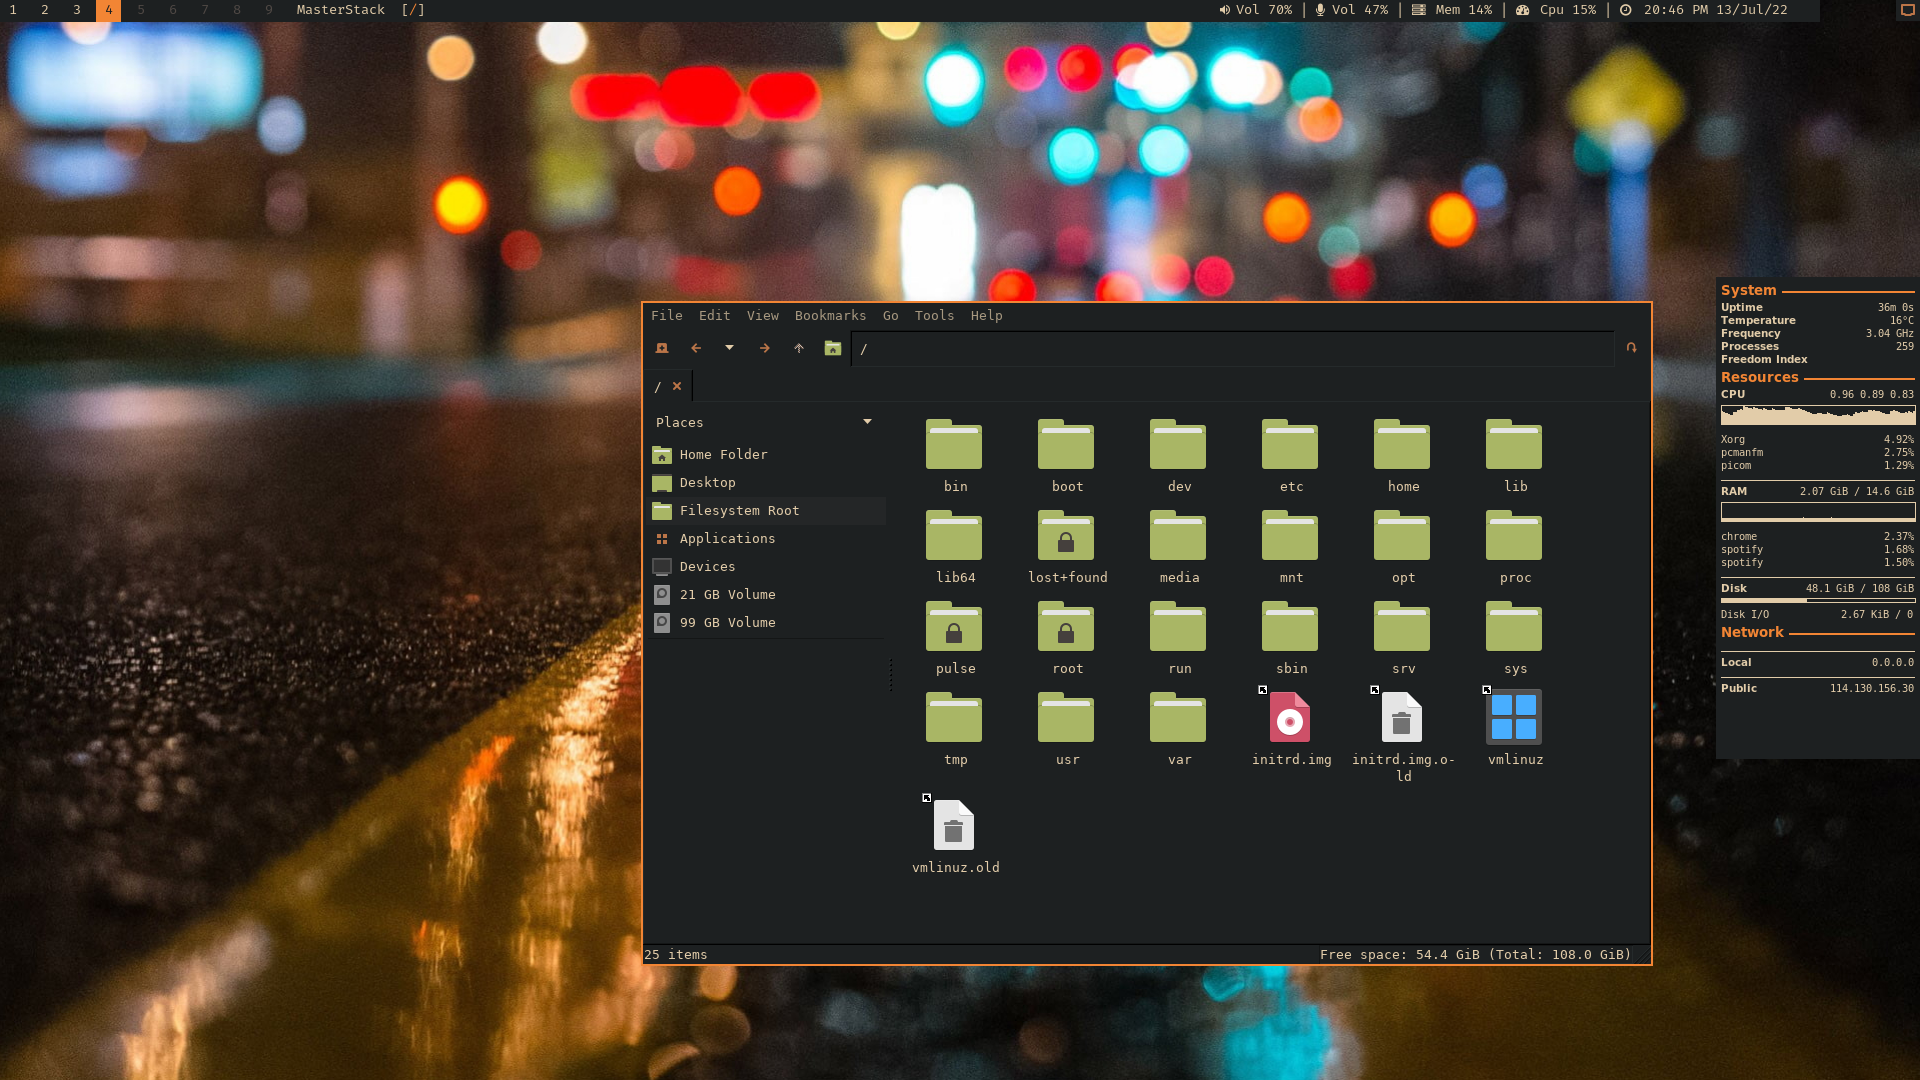 1 2 3 4 5 6 7 8 9 MasterStack [/]
Vol 70% | Vol 47% | Mem 14% | Cpu 15% | 20:46 PM 13/Jul/22
File Edit View Bookmarks Go Tools Help
/
/
Places
Home Folder
Desktop
Filesystem Root
Applications
Devices
21 GB Volume
99 GB Volume
bin boot dev etc home lib
lib64 lost+found media mnt opt proc
pulse root run sbin srv sys
tmp usr var initrd.img initrd.img.o-
ld vmlinuz
vmlinuz.old
25 items
Free space: 54.4 GiB (Total: 108.0 GiB)
System
Uptime 36m 0s
Temperature 16°C
Frequency 3.04 GHz
Processes 259
Freedom Index
Resources
CPU 0.96 0.89 0.83
Xorg 4.92%
pcmanfm 2.75%
picom 1.29%
RAM 2.07 GiB / 14.6 GiB
chrome 2.37%
spotify 1.68%
spotify 1.50%
Disk 48.1 GiB / 108 GiB
Disk I/O 2.67 KiB / 0
Network
Local 0.0.0.0
Public 114.130.156.30